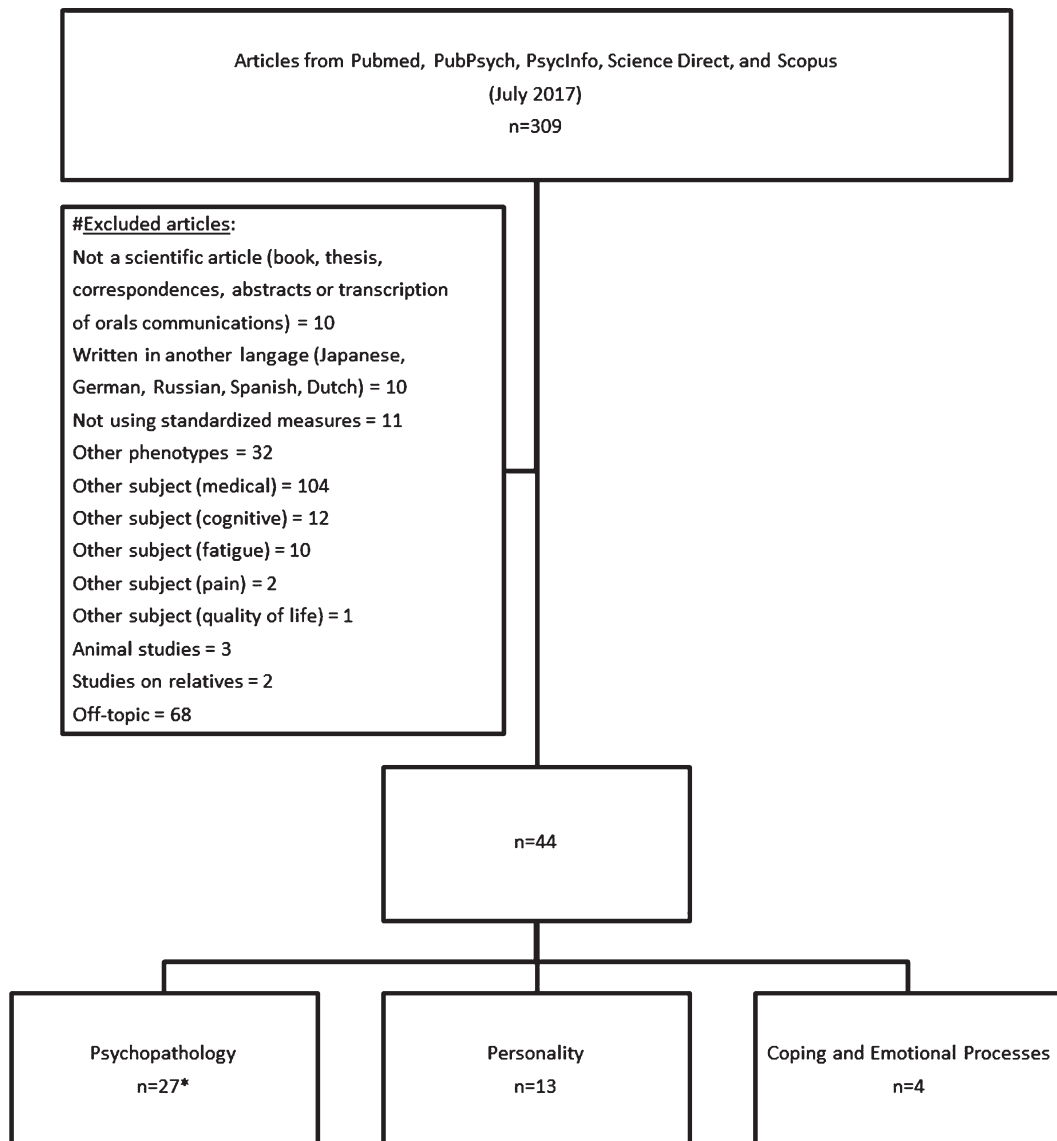 Articles from Pubmed, PubPsych, PsycInfo, Science Direct, and Scopus
(July 2017)
n=309
#Excluded articles:
Not a scientific article (book, thesis,
correspondences, abstracts or transcription
of orals communications) = 10
Written in another langage (Japanese,
German, Russian, Spanish, Dutch) = 10
Not using standardized measures = 11
Other phenotypes = 32
Other subject (medical) = 104
Other subject (cognitive) = 12
Other subject (fatigue) = 10
Other subject (pain) = 2
Other subject (quality of life) = 1
Animal studies = 3
Studies on relatives = 2
Off-topic = 68
n=44
Psychopathology
n=27*
Personality
n=13
Coping and Emotional Processes
n=4